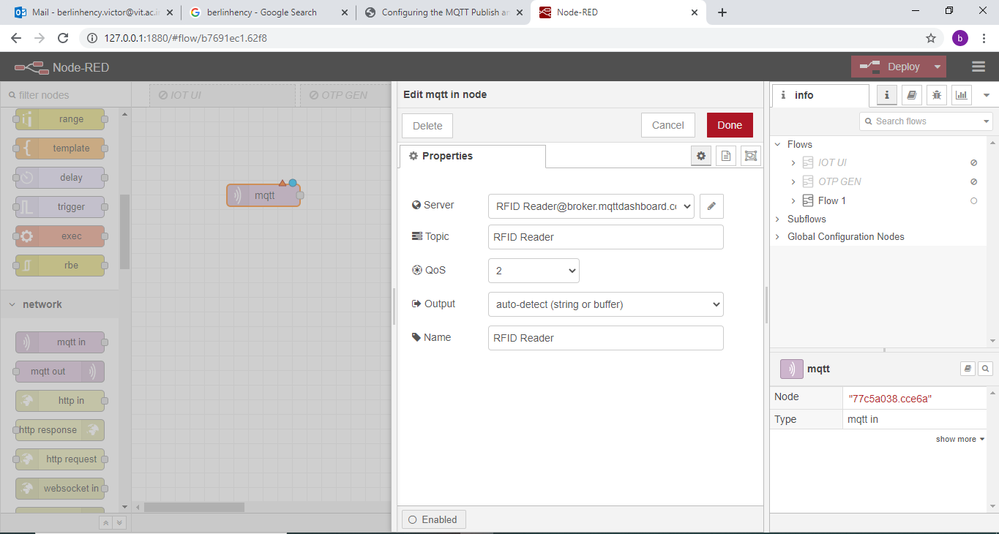 Mail - berlinhency.victor@vit.ac.i
berlinhency - Google Search
Configuring the MQTT Publish a
Node-RED
127.0.0.1:1880/#flow/b7691ec1.62f8
b
Node-RED
Deploy
filter nodes
IOT UI
OTP GEN
range
template
delay
trigger
exec
rbe
network
mqtt in
mqtt out
http in
http response
http request
websocket in
mqtt
Edit mqtt in node
Delete
Cancel
Done
Properties
Server
RFID Reader@broker.mqttdashboard.c
Topic
RFID Reader
QoS
2
Output
auto-detect (string or buffer)
Name
RFID Reader
Enabled
i info
i
Search flows
Flows
IOT UI
OTP GEN
Flow 1
Subflows
Global Configuration Nodes
mqtt
Node
"77c5a038.cce6a"
Type
mqtt in
show more